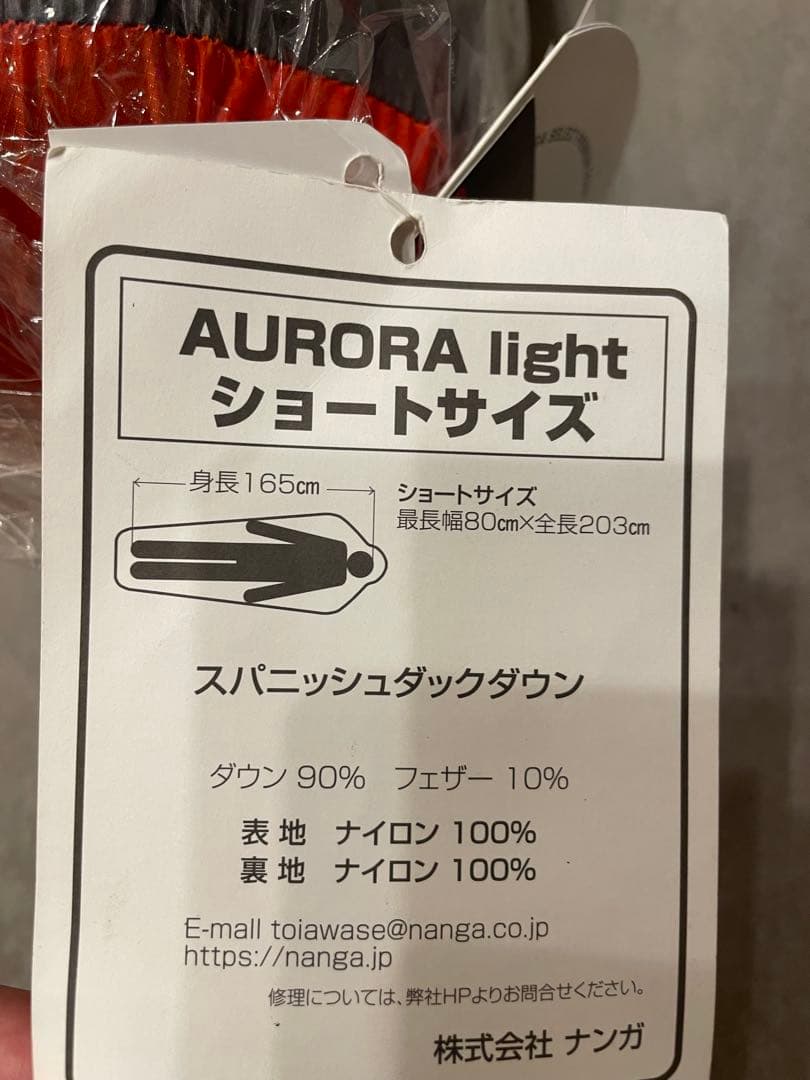 AURORA light
ショートサイズ
身長165㎝
ショートサイズ
最長幅80㎝×全長203㎝
スパニッシュダックダウン
ダウン 90%　フェザー 10%
表 地　ナイロン 100%
裏 地　ナイロン 100%
E-mall toiawase@nanga.co.jp
https://nanga.jp
修理については、弊社HPよりお問合せください。
株式会社 ナンガ